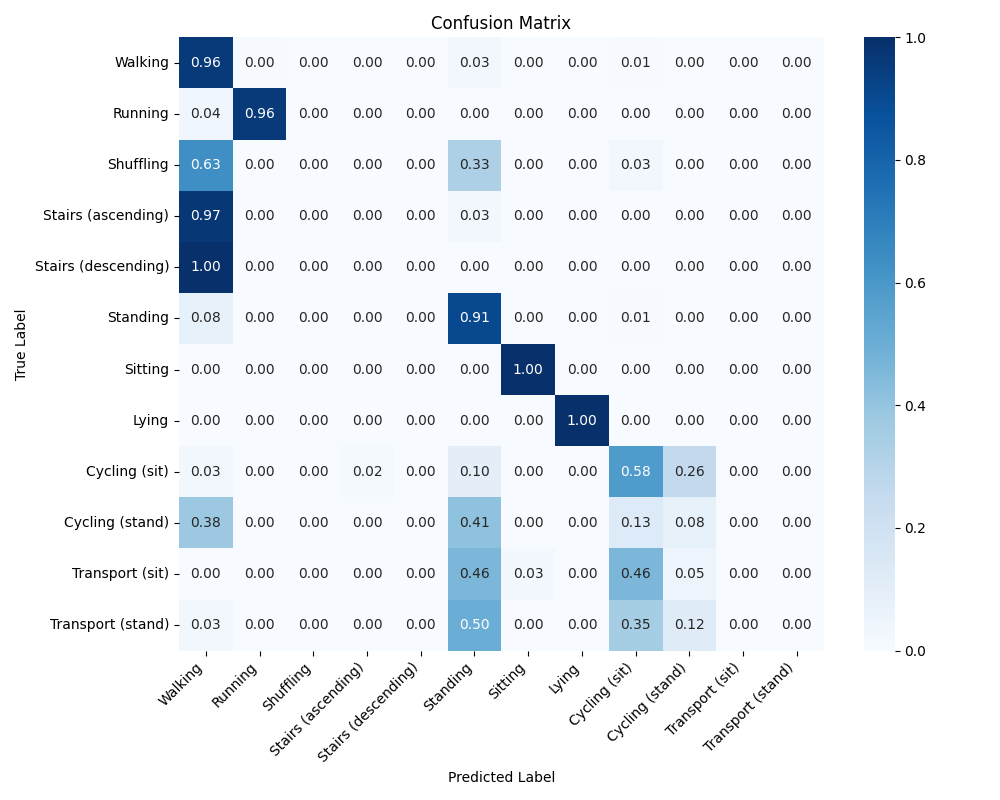 Confusion Matrix
True Label
Walking 0.96 0.00 0.00 0.00 0.00 0.03 0.00 0.00 0.01 0.00 0.00 0.00
Running 0.04 0.96 0.00 0.00 0.00 0.00 0.00 0.00 0.00 0.00 0.00 0.00
Shuffling 0.63 0.00 0.00 0.00 0.00 0.33 0.00 0.00 0.03 0.00 0.00 0.00
Stairs (ascending) 0.97 0.00 0.00 0.00 0.00 0.03 0.00 0.00 0.00 0.00 0.00 0.00
Stairs (descending) 1.00 0.00 0.00 0.00 0.00 0.00 0.00 0.00 0.00 0.00 0.00 0.00
Standing 0.08 0.00 0.00 0.00 0.00 0.91 0.00 0.00 0.01 0.00 0.00 0.00
Sitting 0.00 0.00 0.00 0.00 0.00 0.00 1.00 0.00 0.00 0.00 0.00 0.00
Lying 0.00 0.00 0.00 0.00 0.00 0.00 0.00 1.00 0.00 0.00 0.00 0.00
Cycling (sit) 0.03 0.00 0.00 0.02 0.00 0.10 0.00 0.00 0.58 0.26 0.00 0.00
Cycling (stand) 0.38 0.00 0.00 0.00 0.00 0.41 0.00 0.00 0.13 0.08 0.00 0.00
Transport (sit) 0.00 0.00 0.00 0.00 0.00 0.46 0.03 0.00 0.46 0.05 0.00 0.00
Transport (stand) 0.03 0.00 0.00 0.00 0.00 0.50 0.00 0.00 0.35 0.12 0.00 0.00
Walking
Running
Shuffling
Stairs (ascending)
Stairs (descending)
Standing
Sitting
Lying
Cycling (sit)
Cycling (stand)
Transport (sit)
Transport (stand)
Predicted Label
1.0
0.8
0.6
0.4
0.2
0.0